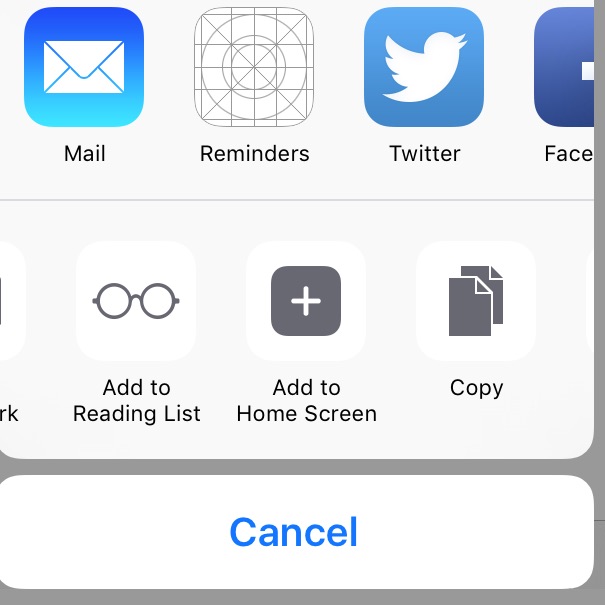 Mail
Reminders
Twitter
Face
Add to
Reading List
Add to
Home Screen
Copy
rk
Cancel